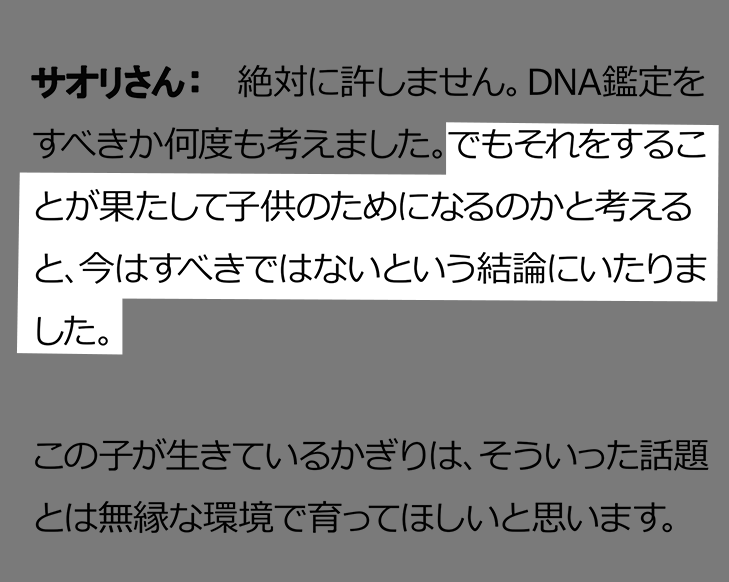 サオリさん： 絶対に許しません。DNA鑑定を
すべきか何度も考えました。でもそれをするこ
とが果たして子供のためになるのかと考える
と、今はすべきではないという結論にいたりま
した。
この子が生きているかぎりは、そういった話題
とは無縁な環境で育ってほしいと思います。